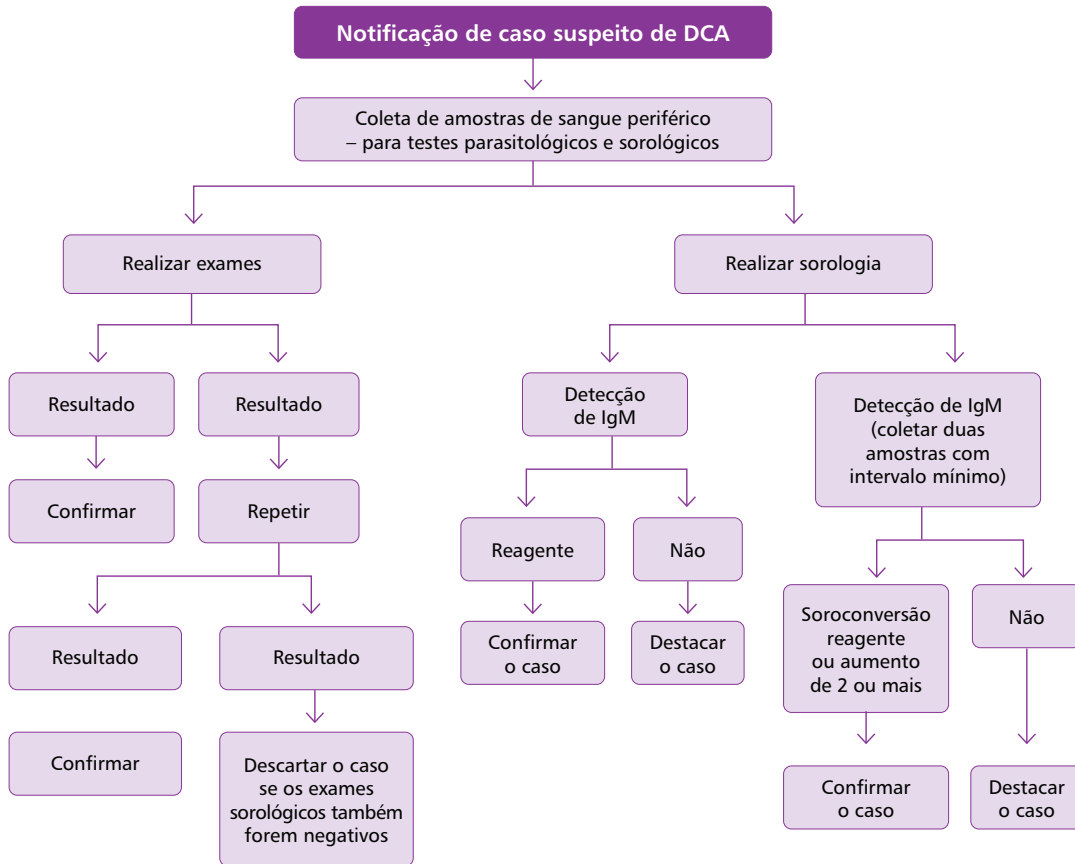 Notificação de caso suspeito de DCA
Coleta de amostras de sangue periférico
– para testes parasitológicos e sorológicos
Realizar exames
Realizar sorologia
Resultado
Resultado
Detecção
de IgM
Detecção de IgM
(coletar duas
amostras com
intervalo mínimo)
Confirmar
Repetir
Reagente
Não
Resultado
Resultado
Confirmar
o caso
Destacar
o caso
Soroconversão
reagente
ou aumento
de 2 ou mais
Não
Confirmar
Descartar o caso
se os exames
sorológicos também
forem negativos
Confirmar
o caso
Destacar
o caso